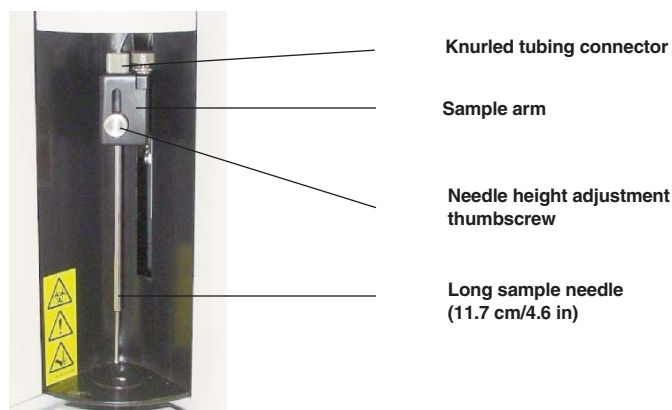 Knurled tubing connector
Sample arm
Needle height adjustment
thumbscrew
Long sample needle
(11.7 cm/4.6 in)